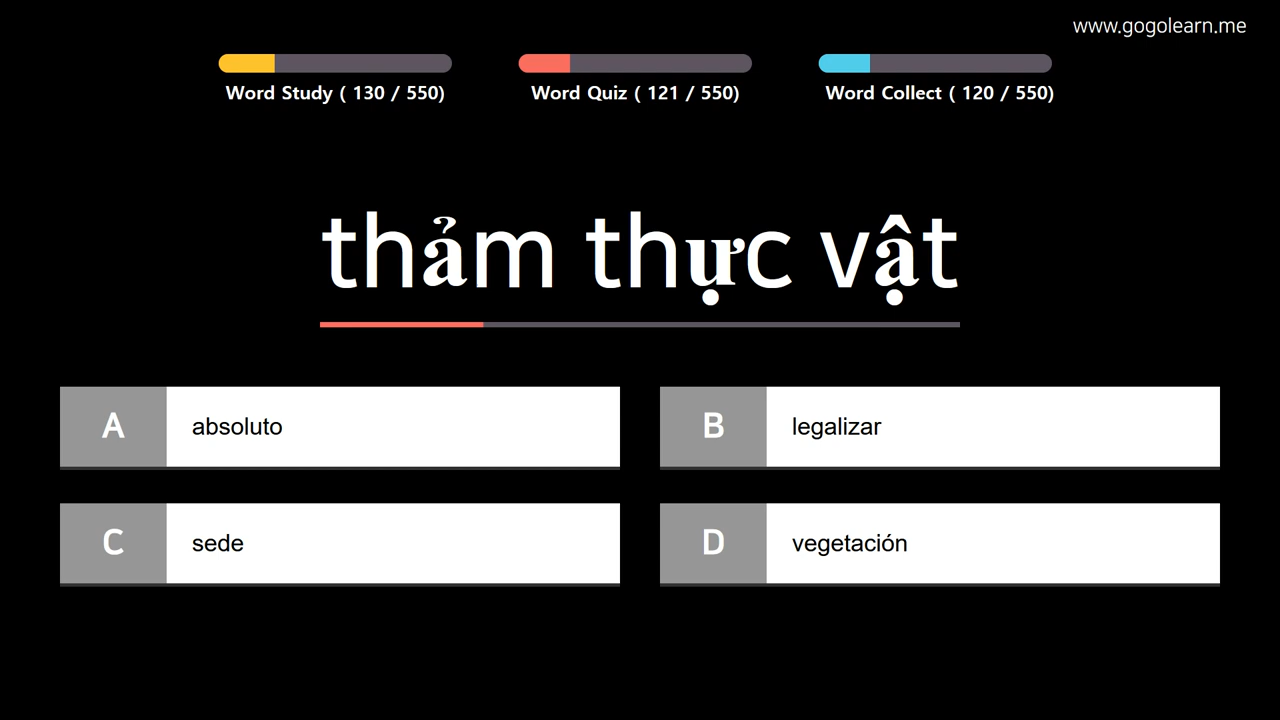 www.gogolearn.me
Word Study ( 130 / 550)
Word Quiz ( 121 / 550)
Word Collect ( 120 / 550)
thảm thực vật
A absoluto
B legalizar
C sede
D vegetación